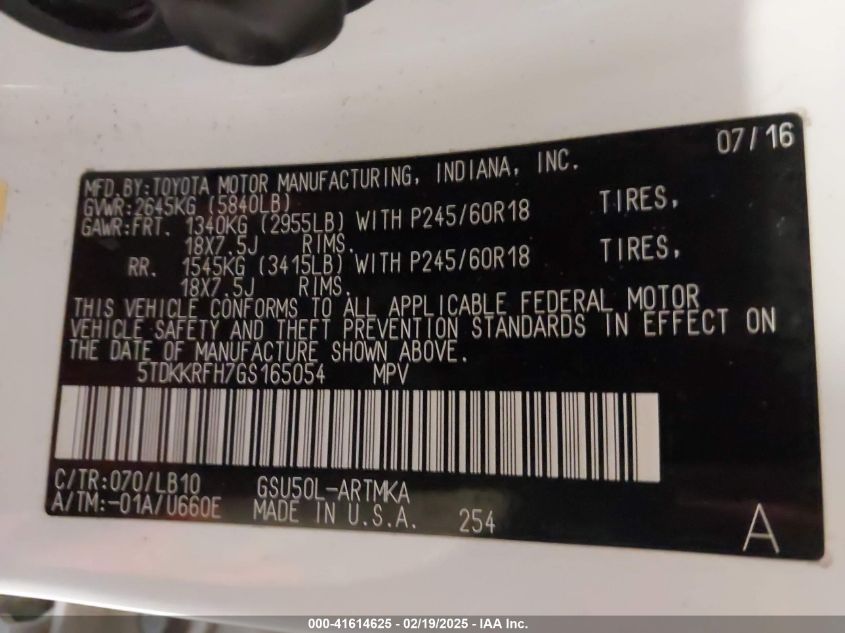 07/16
MFD.BY:TOYOTA MOTOR MANUFACTURING, INDIANA, INC.
GVWR:2645KG (5840LB)
GAWR:FRT. 1340KG (2955LB) WITH P245/60R18 TIRES,
18X7.5J RIMS.
RR. 1545KG (3415LB) WITH P245/60R18 TIRES,
18X7.5J RIMS.
THIS VEHICLE CONFORMS TO ALL APPLICABLE FEDERAL MOTOR
VEHICLE SAFETY AND THEFT PREVENTION STANDARDS IN EFFECT ON
THE DATE OF MANUFACTURE SHOWN ABOVE.
5TDKKRFH7GS165054 MPV
C/TR:070/LB10 GSU50L-ARTMKA
A/TM:-01A/U660E MADE IN U.S.A. 254
A
000-41614625 - 02/19/2025 - IAA Inc.